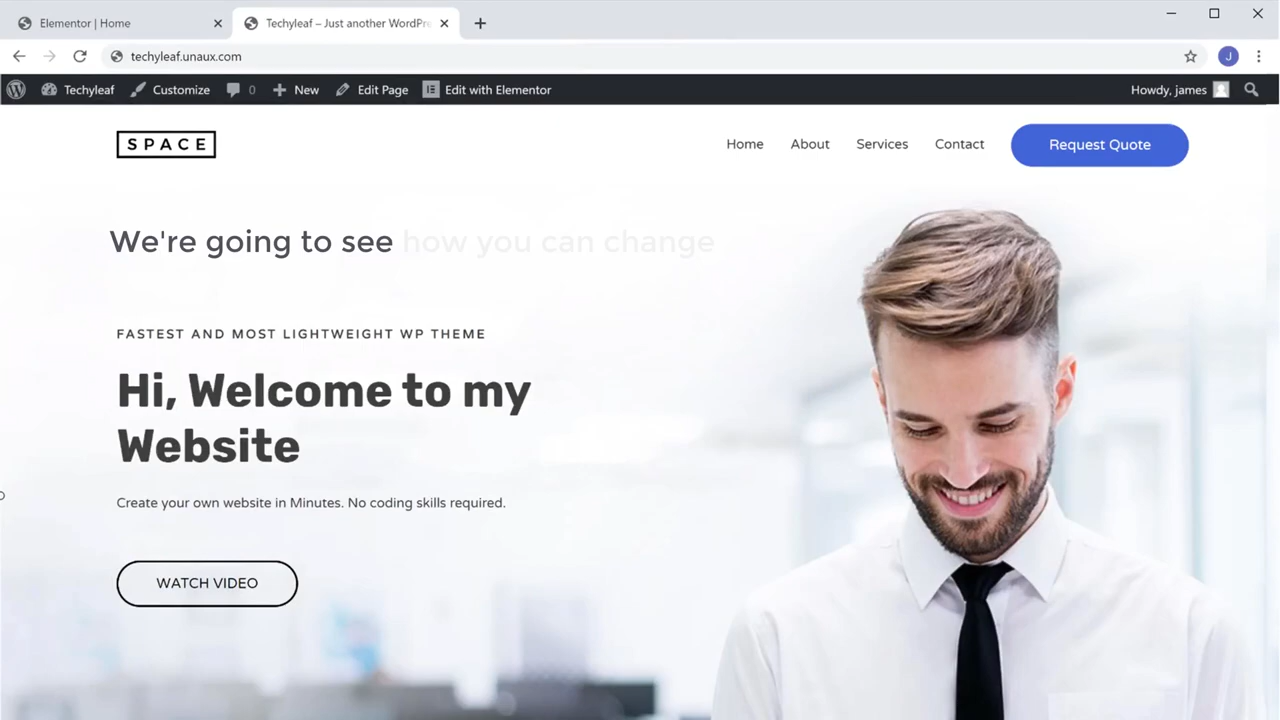 Elementor | Home
Techyleaf – Just another WordPre
techyleaf.unaux.com
J
Techyleaf Customize 0 New Edit Page Edit with Elementor Howdy, james
SPACE Home About Services Contact Request Quote
We're going to see how you can change
FASTEST AND MOST LIGHTWEIGHT WP THEME
Hi, Welcome to my
Website
Create your own website in Minutes. No coding skills required.
WATCH VIDEO